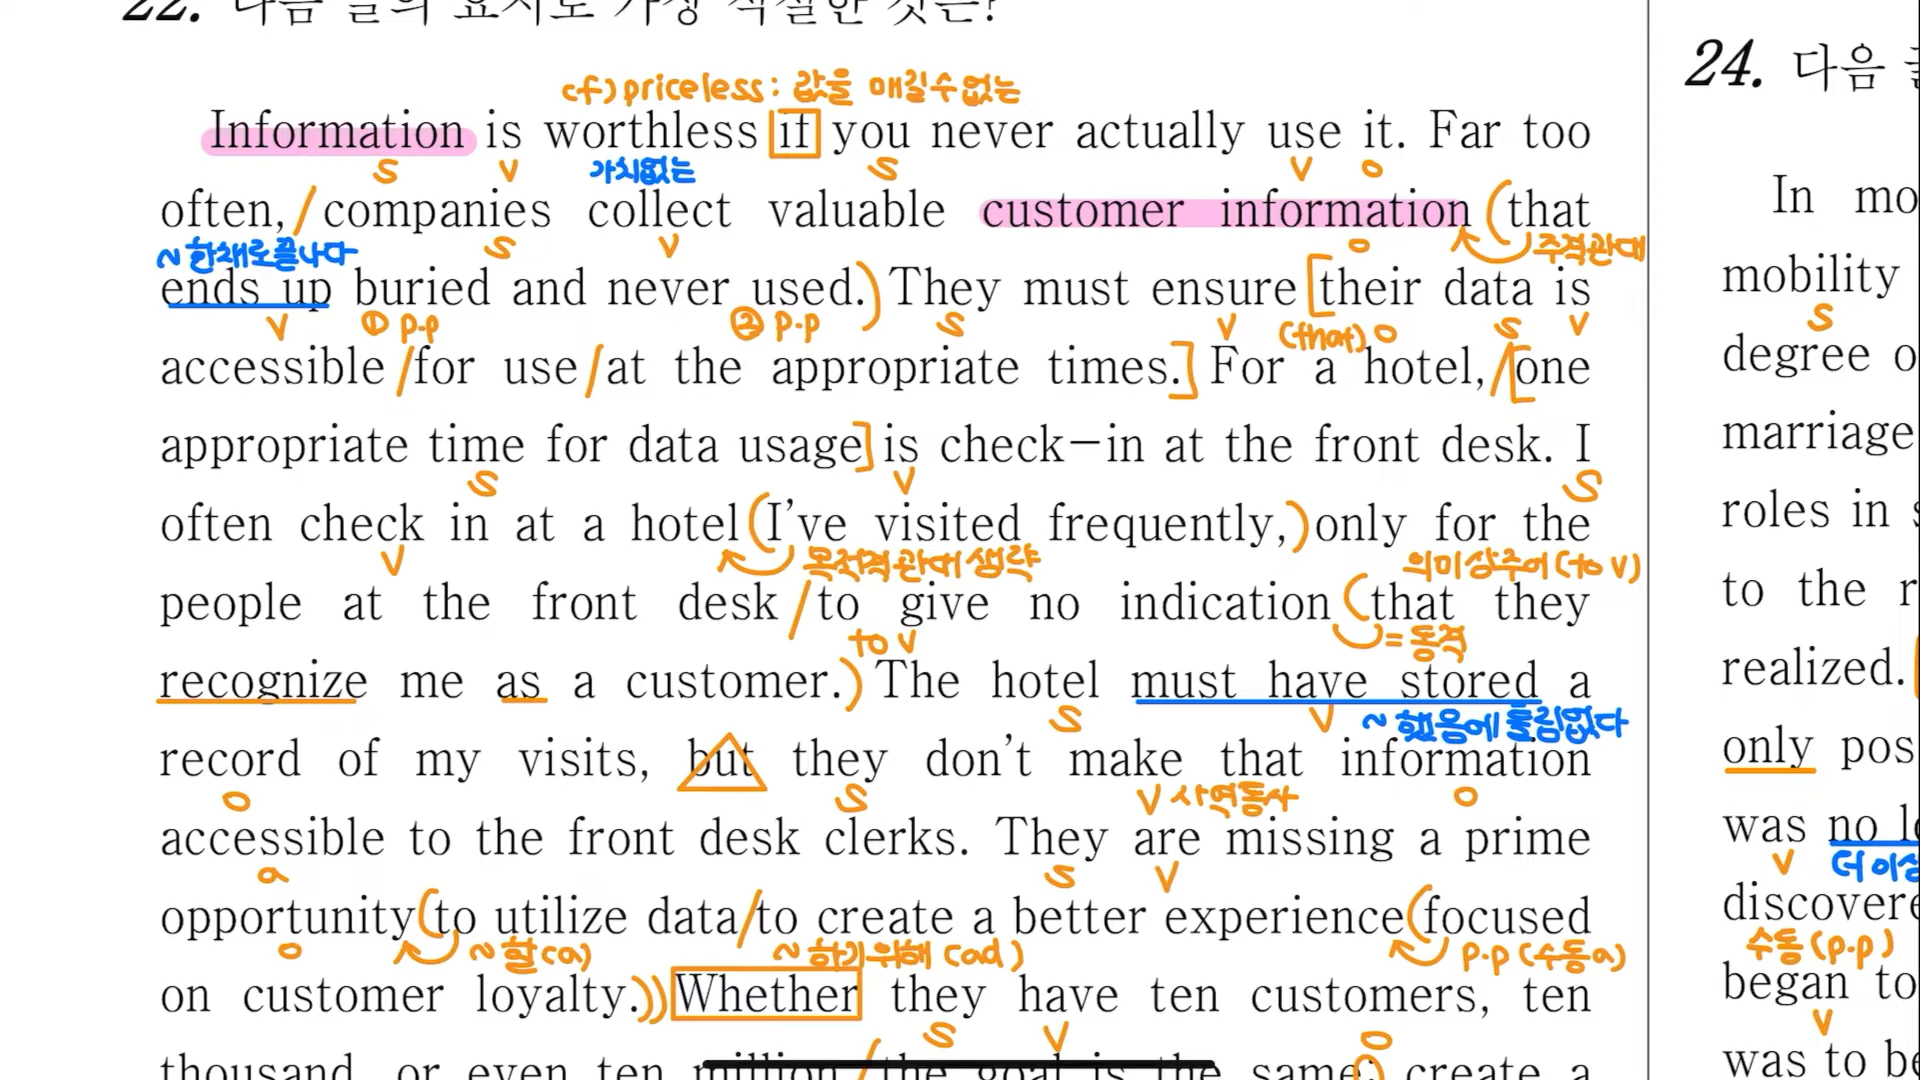 22. 다음 글의 요지로 가장 적절한 것은?
cf) priceless : 값을 매길수없는
Information is worthless if you never actually use it. Far too
S V 가치없는 S V O
often, / companies collect valuable customer information (that
~한채로끝나다 S V O 주격관대
ends up buried and never used.) They must ensure [their data is
V ① p.p ② p.p S V (that) O S V
accessible / for use / at the appropriate times.] For a hotel, / [one
appropriate time for data usage] is check-in at the front desk. I
S V S
often check in at a hotel (I've visited frequently,) only for the
V 목적격관대생략 의미상주어(to V)
people at the front desk / to give no indication (that they
to V = 동격
recognize me as a customer.) The hotel must have stored a
S V ~했음에 틀림없다
record of my visits, but they don't make that information
O S V 사역동사 O
accessible to the front desk clerks. They are missing a prime
a S V
opportunity (to utilize data / to create a better experience (focused
O ~할(a) ~하기위해(ad) p.p(수동a)
on customer loyalty.)) Whether they have ten customers, ten
S V O
thousand, or even ten million / the goal is the same: create a
24. 다음
In mo
mobility
S
degree o
marriage
roles in
to the r
realized.
only pos
was no l
V 더이상
discovere
수동(p.p)
began to
V
was to be